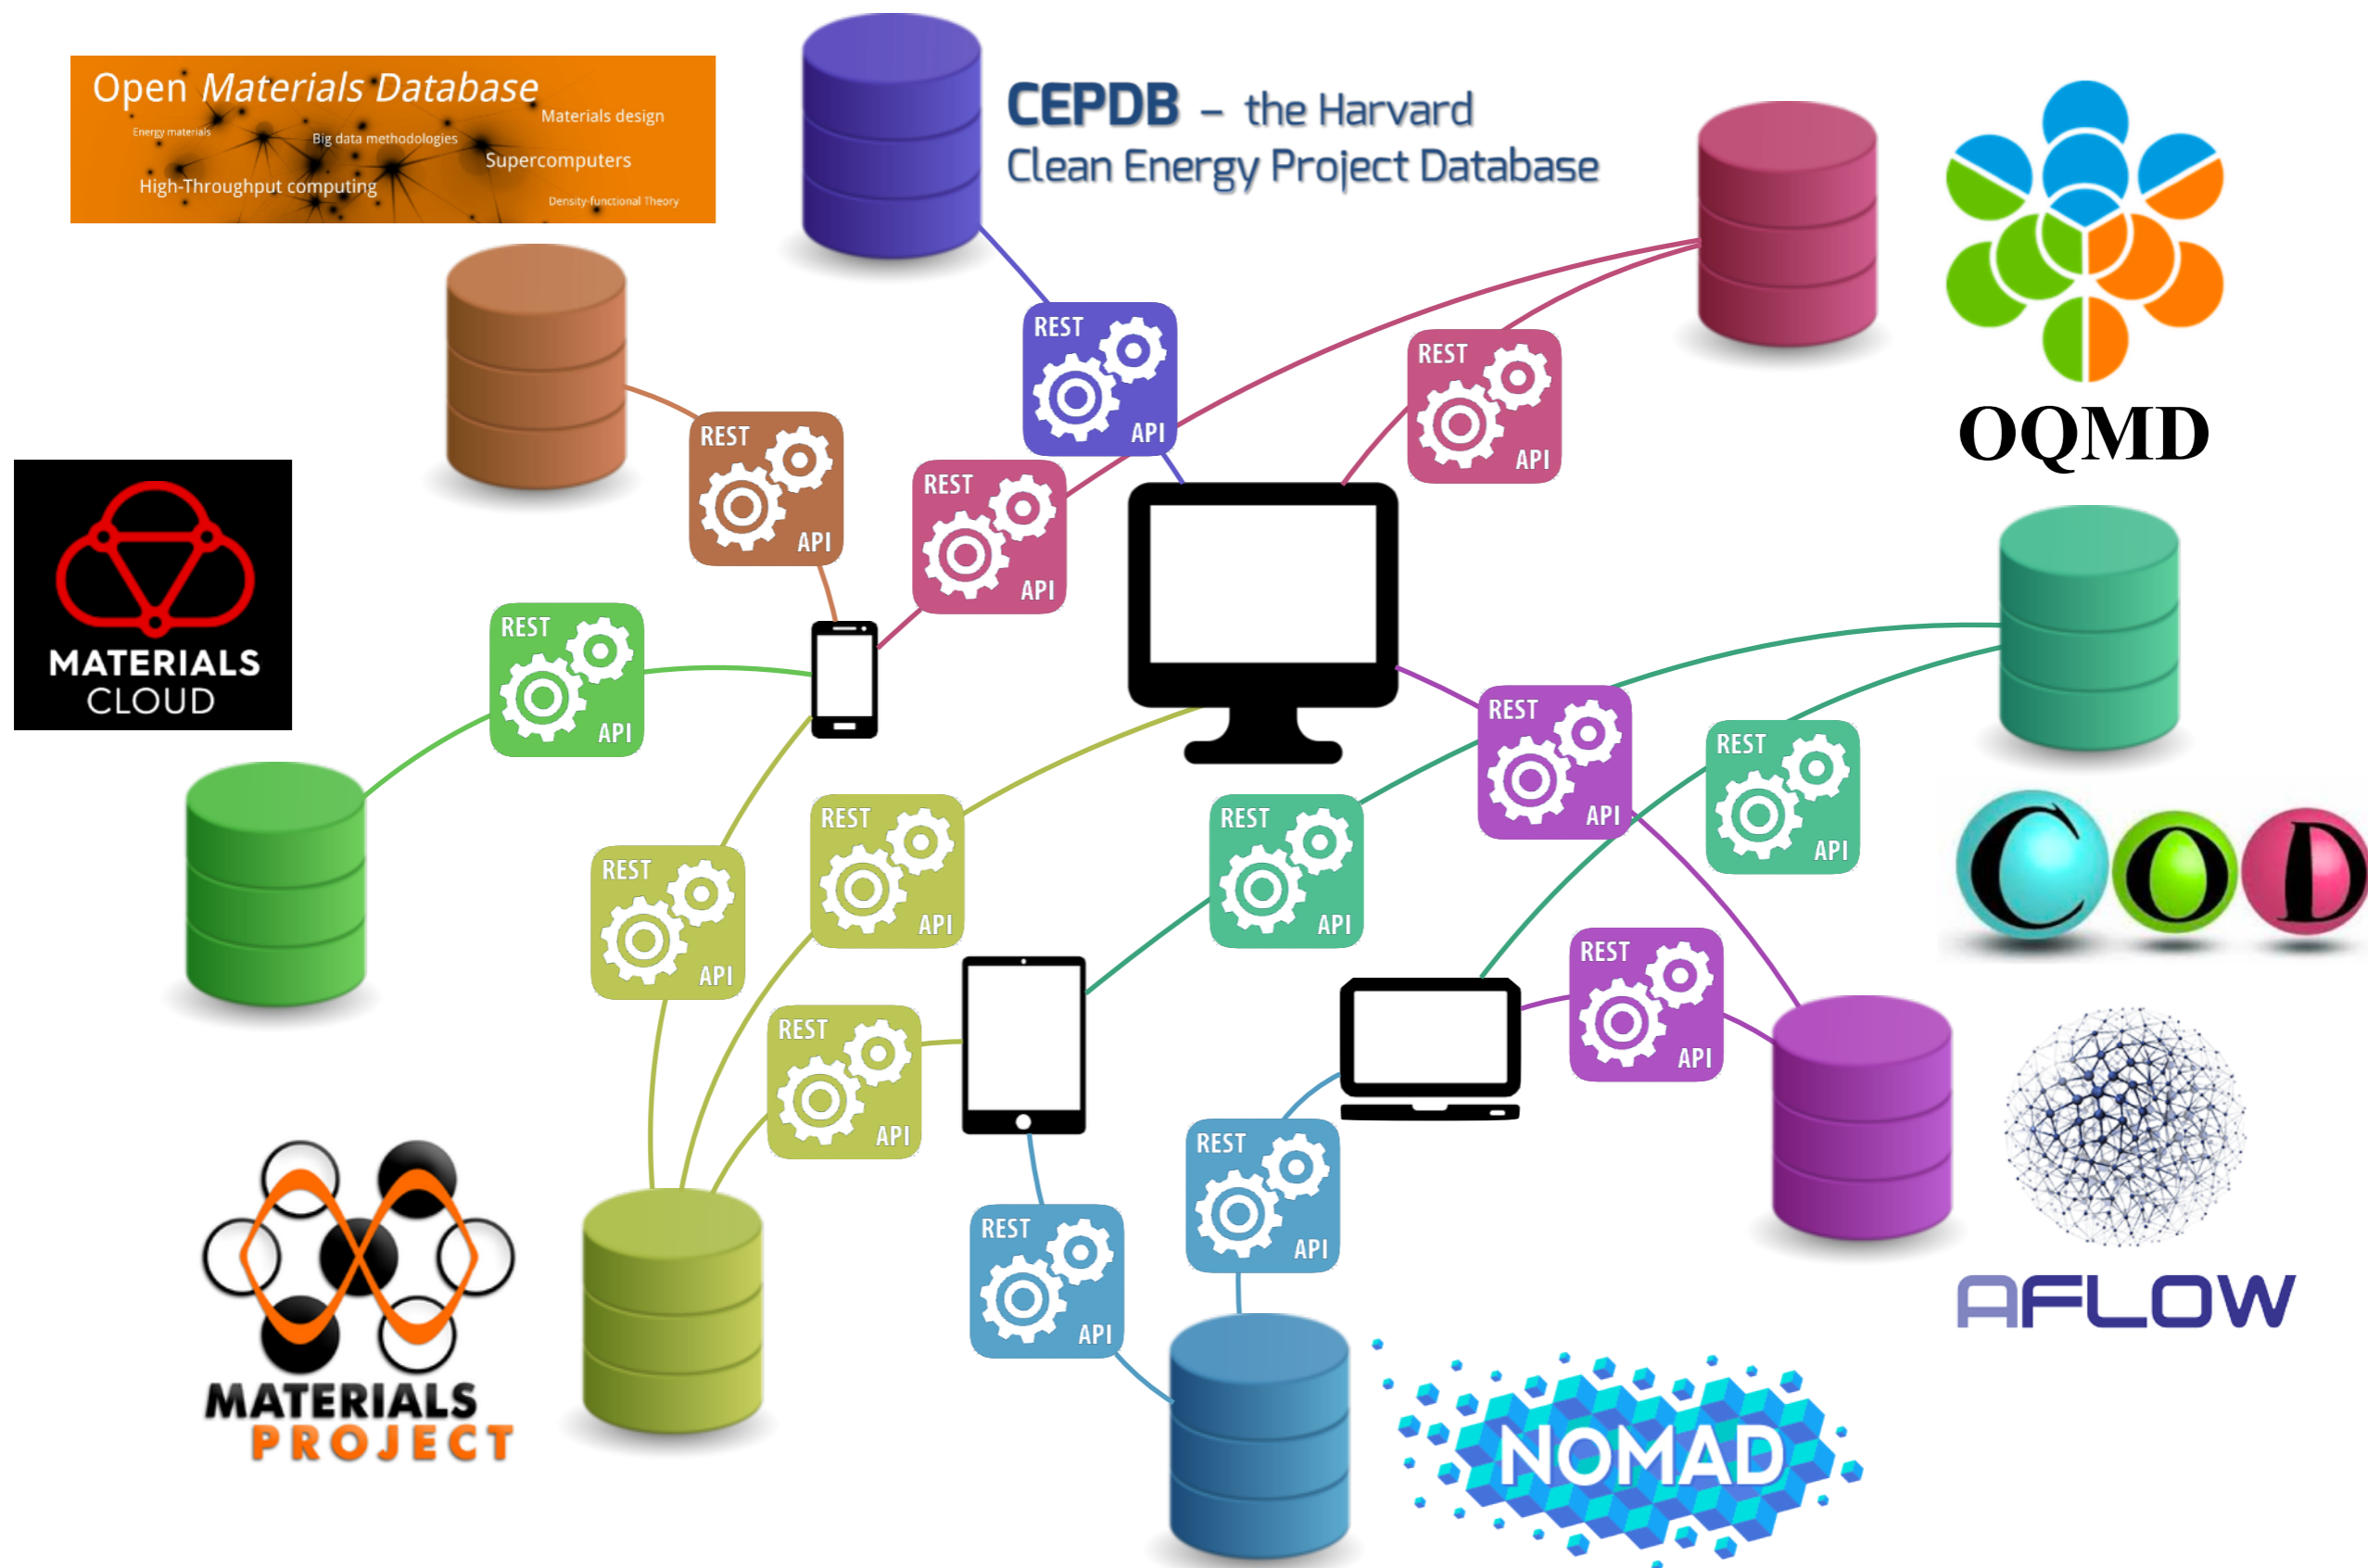 Open Materials Database
Materials design
Energy materials
Big data methodologies
Supercomputers
High-Throughput computing
Density-functional Theory
CEPDB – the Harvard
Clean Energy Project Database
OQMD
REST
API
REST
API
REST
API
REST
API
MATERIALS
CLOUD
REST
API
REST
API
REST
API
REST
API
REST
API
REST
API
COD
REST
API
REST
API
REST
API
REST
API
AFLOW
MATERIALS
PROJECT
NOMAD